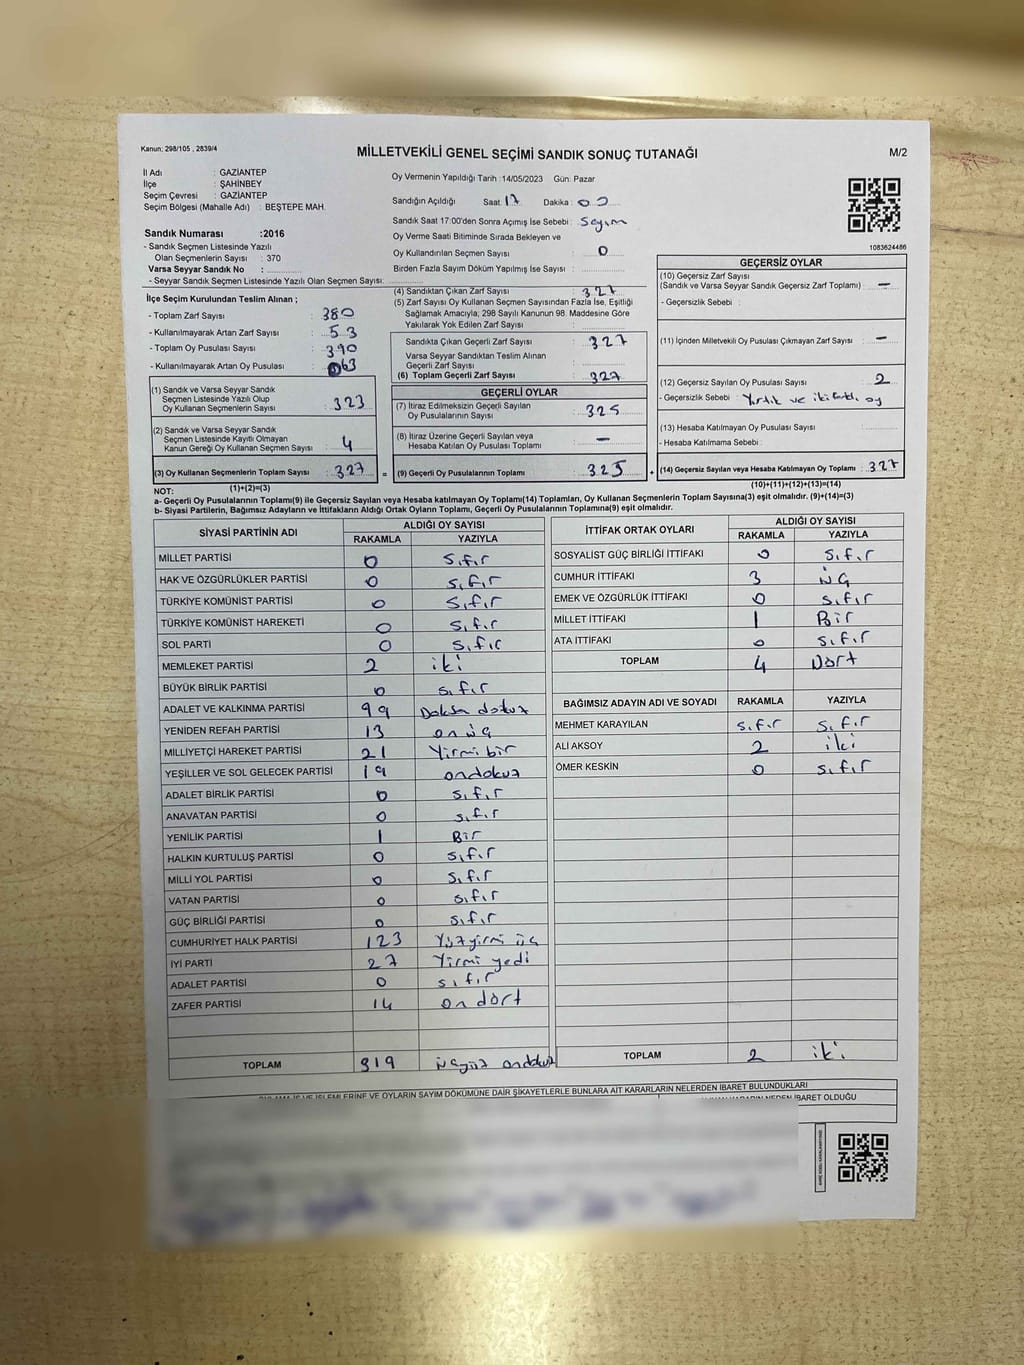 Kanun: 298/105 , 2839/4
MİLLETVEKİLİ GENEL SEÇİMİ SANDIK SONUÇ TUTANAĞI
M/2
İl Adı : GAZİANTEP
İlçe : ŞAHİNBEY
Seçim Çevresi : GAZİANTEP
Seçim Bölgesi (Mahalle Adı) : BEŞTEPE MAH.
Sandık Numarası :2016
- Sandık Seçmen Listesinde Yazılı
Olan Seçmenlerin Sayısı : 370
Varsa Seyyar Sandık No :
- Seyyar Sandık Seçmen Listesinde Yazılı Olan Seçmen Sayısı:
Oy Vermenin Yapıldığı Tarih :14/05/2023 Gün: Pazar
Sandığın Açıldığı Saat: 17 Dakika:
Sandık Saat 17:00'den Sonra Açımış İse Sebebi : Sayım
Oy Verme Saati Bitiminde Sırada Bekleyen ve
Oy Kullandırılan Seçmen Sayısı : 0
Birden Fazla Sayım Döküm Yapılmış İse Sayısı :
1083624486
İlçe Seçim Kurulundan Teslim Alınan ;
- Toplam Zarf Sayısı : 380
- Kullanılmayarak Artan Zarf Sayısı : 53
- Toplam Oy Pusulası Sayısı : 390
- Kullanılmayarak Artan Oy Pusulası : 63
(1) Sandık ve Varsa Seyyar Sandık
Seçmen Listesinde Yazılı Olup
Oy Kullanan Seçmenlerin Sayısı : 323
(2) Sandık ve Varsa Seyyar Sandık
Seçmen Listesinde Kayıtlı Olmayan
Kanun Gereği Oy Kullanan Seçmen Sayısı : 4
(3) Oy Kullanan Seçmenlerin Toplam Sayısı : 327
(1)+(2)=(3)
(4) Sandıktan Çıkan Zarf Sayısı : 327
(5) Zarf Sayısı Oy Kullanan Seçmen Sayısından Fazla İse, Eşitliği
Sağlamak Amacıyla; 298 Sayılı Kanunun 98. Maddesine Göre
Yakılarak Yok Edilen Zarf Sayısı :
Sandıkta Çıkan Geçerli Zarf Sayısı : 327
Varsa Seyyar Sandıktan Teslim Alınan
Geçerli Zarf Sayısı :
(6) Toplam Geçerli Zarf Sayısı : 327
GEÇERLİ OYLAR
(7) İtiraz Edilmeksizin Geçerli Sayılan
Oy Pusulalarının Sayısı : 325
(8) İtiraz Üzerine Geçerli Sayılan veya
Hesaba Katılan Oy Pusulası Toplamı : —
= (9) Geçerli Oy Pusulalarının Toplamı : 325 +
GEÇERSİZ OYLAR
(10) Geçersiz Zarf Sayısı
(Sandık ve Varsa Seyyar Sandık Geçersiz Zarf Toplamı) : —
- Geçersizlik Sebebi :
(11) İçinden Milletvekili Oy Pusulası Çıkmayan Zarf Sayısı : —
(12) Geçersiz Sayılan Oy Pusulası Sayısı : 2
- Geçersizlik Sebebi : Yırtık ve oy
(13) Hesaba Katılmayan Oy Pusulası Sayısı :
- Hesaba Katılmama Sebebi :
(14) Geçersiz Sayılan veya Hesaba Katılmayan Oy Toplamı : 327
(10)+(11)+(12)+(13)=(14)
NOT:
a- Geçerli Oy Pusulalarının Toplamı(9) ile Geçersiz Sayılan veya Hesaba katılmayan Oy Toplamı(14) Toplamları, Oy Kullanan Seçmenlerin Toplam Sayısına(3) eşit olmalıdır. (9)+(14)=(3)
b- Siyasi Partilerin, Bağımsız Adayların ve İttifakların Aldığı Ortak Oyların Toplamı, Geçerli Oy Pusulalarının Toplamına(9) eşit olmalıdır.
SİYASİ PARTİNİN ADI ALDIĞI OY SAYISI
RAKAMLA YAZIYLA
MİLLET PARTİSİ 0 Sıfır
HAK VE ÖZGÜRLÜKLER PARTİSİ 0 Sıfır
TÜRKİYE KOMÜNİST PARTİSİ 0 Sıfır
TÜRKİYE KOMÜNİST HAREKETİ 0 Sıfır
SOL PARTİ 0 Sıfır
MEMLEKET PARTİSİ 2 iki
BÜYÜK BİRLİK PARTİSİ 0 Sıfır
ADALET VE KALKINMA PARTİSİ 99 Doksan dokuz
YENİDEN REFAH PARTİSİ 13 on üç
MİLLİYETÇİ HAREKET PARTİSİ 21 Yirmi bir
YEŞİLLER VE SOL GELECEK PARTİSİ 19 ondokuz
ADALET BİRLİK PARTİSİ 0 Sıfır
ANAVATAN PARTİSİ 0 Sıfır
YENİLİK PARTİSİ 1 Bir
HALKIN KURTULUŞ PARTİSİ 0 Sıfır
MİLLİ YOL PARTİSİ 0 Sıfır
VATAN PARTİSİ 0 Sıfır
GÜÇ BİRLİĞİ PARTİSİ 0 Sıfır
CUMHURİYET HALK PARTİSİ 123 Yüzyirmi üç
İYİ PARTİ 27 Yirmi yedi
ADALET PARTİSİ 0 Sıfır
ZAFER PARTİSİ 14 on dört
TOPLAM 319 üçyüz ondokuz
İTTİFAK ORTAK OYLARI ALDIĞI OY SAYISI
RAKAMLA YAZIYLA
SOSYALİST GÜÇ BİRLİĞİ İTTİFAKI 0 Sıfır
CUMHUR İTTİFAKI 3 üç
EMEK VE ÖZGÜRLÜK İTTİFAKI 0 Sıfır
MİLLET İTTİFAKI 1 Bir
ATA İTTİFAKI 0 Sıfır
TOPLAM 4 Dört
BAĞIMSIZ ADAYIN ADI VE SOYADI RAKAMLA YAZIYLA
MEHMET KARAYILAN Sıfır Sıfır
ALİ AKSOY 2 iki
ÖMER KESKİN 0 Sıfır
TOPLAM 2 iki
İŞLEMLERİNE VE OYLARIN SAYIM DÖKÜMÜNE DAİR ŞİKAYETLERLE BUNLARA AİT KARARLARIN NELERDEN İBARET BULUNDUKLARI
NEDEN İBARET OLDUĞU